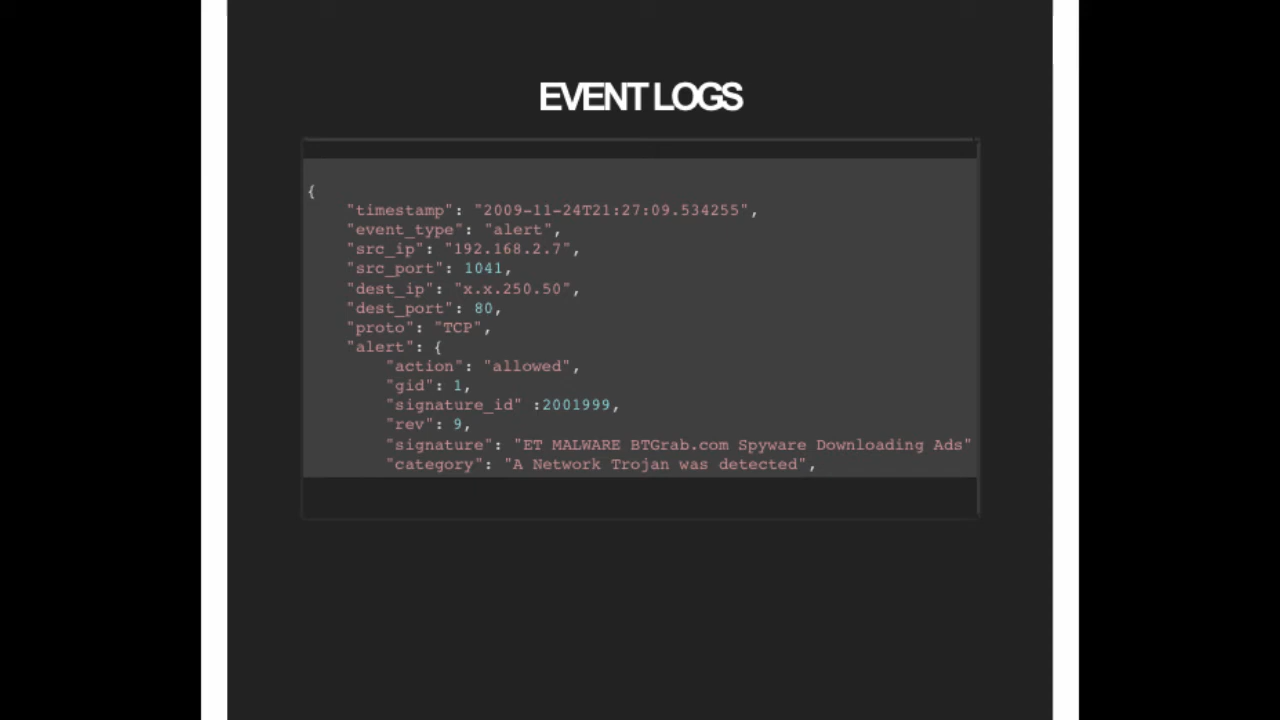 EVENT LOGS
{
"timestamp": "2009-11-24T21:27:09.534255",
"event_type": "alert",
"src_ip": "192.168.2.7",
"src_port": 1041,
"dest_ip": "x.x.250.50",
"dest_port": 80,
"proto": "TCP",
"alert": {
"action": "allowed",
"gid": 1,
"signature_id" :2001999,
"rev": 9,
"signature": "ET MALWARE BTGrab.com Spyware Downloading Ads"
"category": "A Network Trojan was detected",